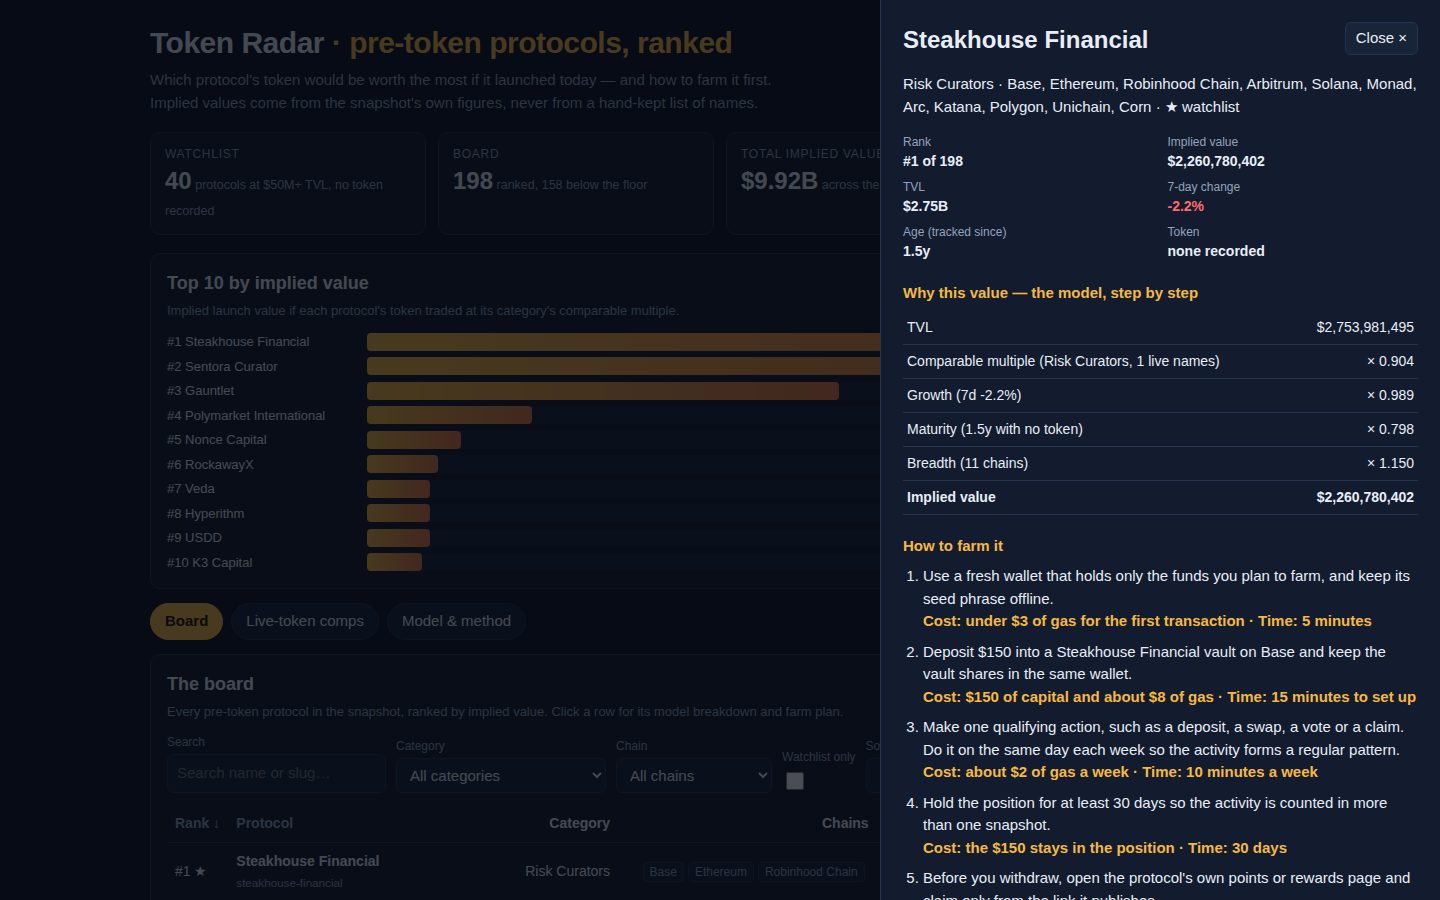 Token Radar · pre-token protocols, ranked
Which protocol's token would be worth the most if it launched today — and how to farm it first.
Implied values come from the snapshot's own figures, never from a hand-kept list of names.
WATCHLIST
40 protocols at $50M+ TVL, no token
recorded
BOARD
198 ranked, 158 below the floor
TOTAL IMPLIED VALUE
$9.92B across the
Top 10 by implied value
Implied launch value if each protocol's token traded at its category's comparable multiple.
#1 Steakhouse Financial
#2 Sentora Curator
#3 Gauntlet
#4 Polymarket International
#5 Nonce Capital
#6 RockawayX
#7 Veda
#8 Hyperithm
#9 USDD
#10 K3 Capital
Board
Live-token comps
Model & method
The board
Every pre-token protocol in the snapshot, ranked by implied value. Click a row for its model breakdown and farm plan.
Search
Search name or slug…
Category
All categories
Chain
All chains
Watchlist only
So
Rank ↓ Protocol Category Chains
#1 ★ Steakhouse Financial Risk Curators Base Ethereum Robinhood Chain
steakhouse-financial
Steakhouse Financial
Close ×
Risk Curators · Base, Ethereum, Robinhood Chain, Arbitrum, Solana, Monad,
Arc, Katana, Polygon, Unichain, Corn · ★ watchlist
Rank
#1 of 198
Implied value
$2,260,780,402
TVL
$2.75B
7-day change
-2.2%
Age (tracked since)
1.5y
Token
none recorded
Why this value — the model, step by step
TVL $2,753,981,495
Comparable multiple (Risk Curators, 1 live names) × 0.904
Growth (7d -2.2%) × 0.989
Maturity (1.5y with no token) × 0.798
Breadth (11 chains) × 1.150
Implied value $2,260,780,402
How to farm it
1. Use a fresh wallet that holds only the funds you plan to farm, and keep its
seed phrase offline.
Cost: under $3 of gas for the first transaction · Time: 5 minutes
2. Deposit $150 into a Steakhouse Financial vault on Base and keep the
vault shares in the same wallet.
Cost: $150 of capital and about $8 of gas · Time: 15 minutes to set up
3. Make one qualifying action, such as a deposit, a swap, a vote or a claim.
Do it on the same day each week so the activity forms a regular pattern.
Cost: about $2 of gas a week · Time: 10 minutes a week
4. Hold the position for at least 30 days so the activity is counted in more
than one snapshot.
Cost: the $150 stays in the position · Time: 30 days
5. Before you withdraw, open the protocol's own points or rewards page and
claim only from the link it publishes.